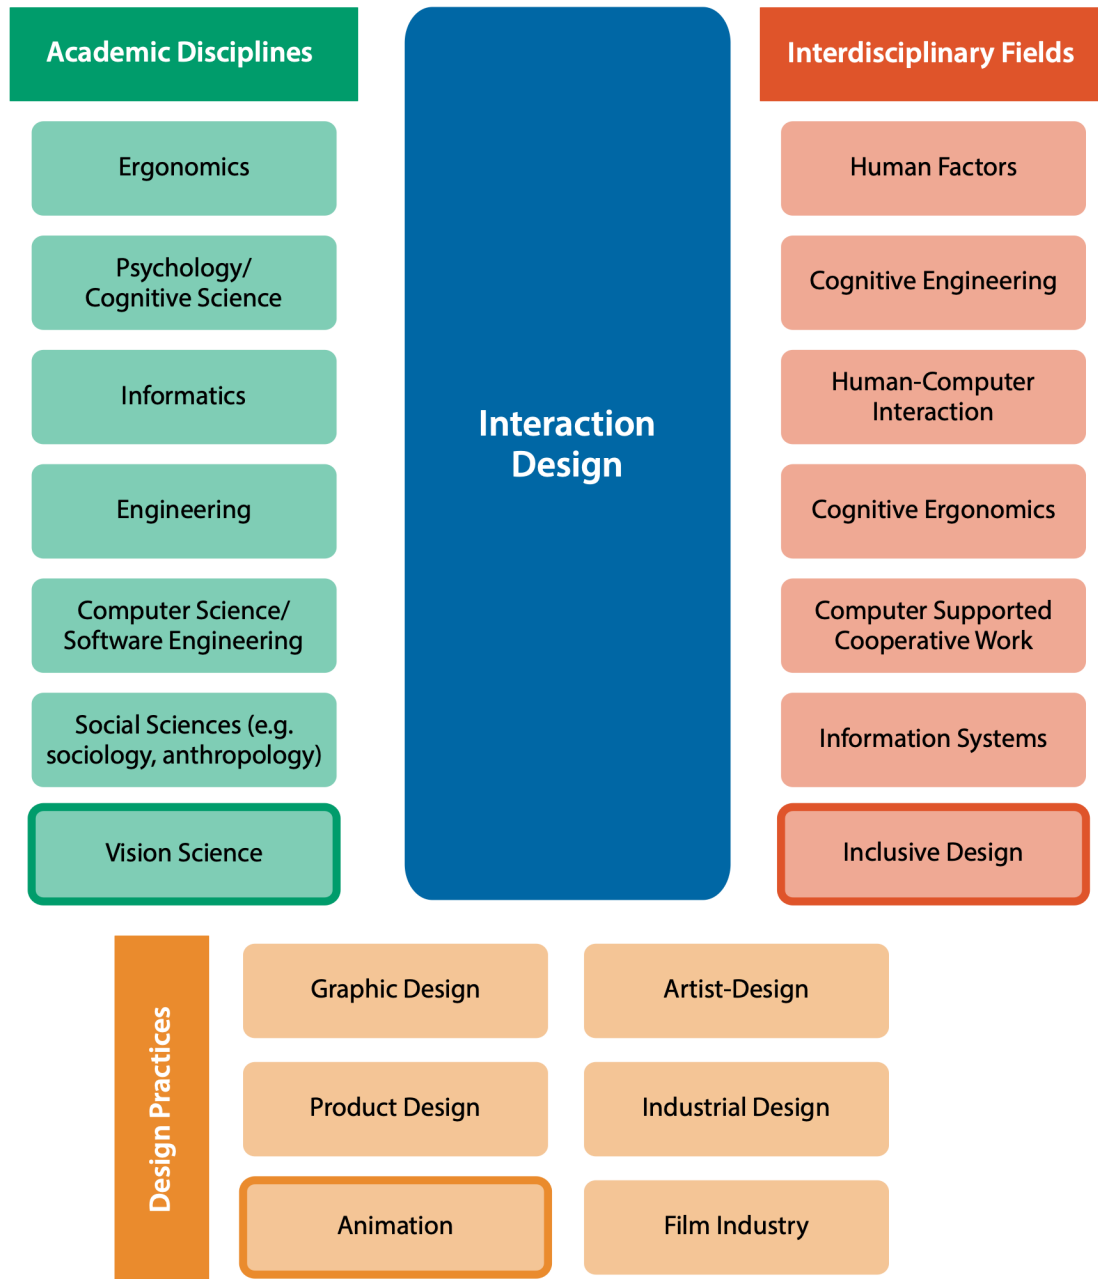 Academic Disciplines
Ergonomics
Psychology/
Cognitive Science
Informatics
Engineering
Computer Science/
Software Engineering
Social Sciences (e.g.
sociology, anthropology)
Vision Science
Interaction
Design
Interdisciplinary Fields
Human Factors
Cognitive Engineering
Human-Computer
Interaction
Cognitive Ergonomics
Computer Supported
Cooperative Work
Information Systems
Inclusive Design
Design Practices
Graphic Design
Artist-Design
Product Design
Industrial Design
Animation
Film Industry